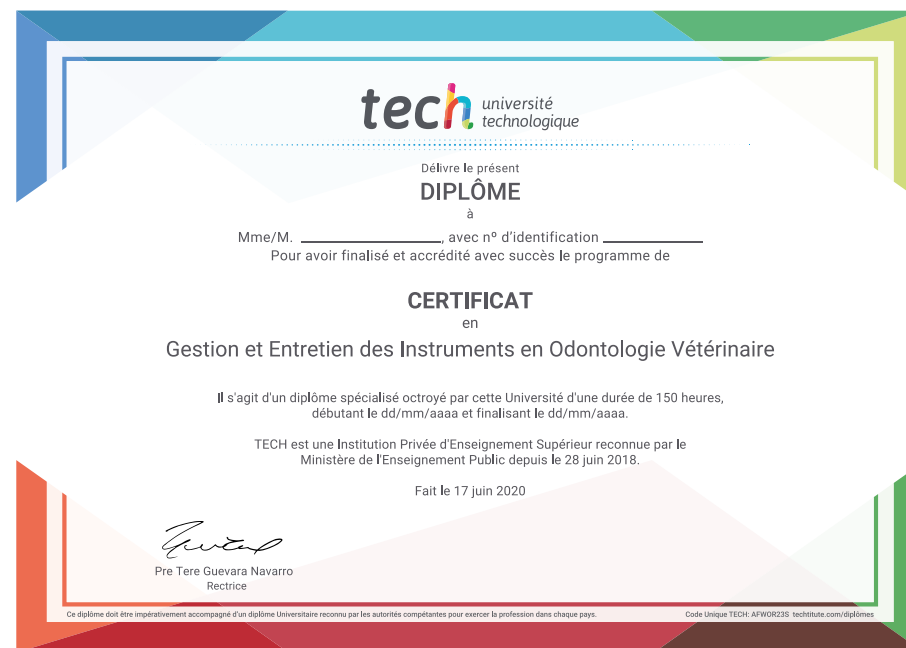 tech université
technologique
Délivre le présent
DIPLÔME
à
Mme/M. ____________________, avec nº d'identification ______________
Pour avoir finalisé et accrédité avec succès le programme de
CERTIFICAT
en
Gestion et Entretien des Instruments en Odontologie Vétérinaire
Il s'agit d'un diplôme spécialisé octroyé par cette Université d'une durée de 150 heures,
débutant le dd/mm/aaaa et finalisant le dd/mm/aaaa.
TECH est une Institution Privée d'Enseignement Supérieur reconnue par le
Ministère de l'Enseignement Public depuis le 28 juin 2018.
Fait le 17 juin 2020
Pre Tere Guevara Navarro
Rectrice
Ce diplôme doit être impérativement accompagné d'un diplôme Universitaire reconnu par les autorités compétentes pour exercer la profession dans chaque pays.
Code Unique TECH: AFWOR23S techtitute.com/diplômes